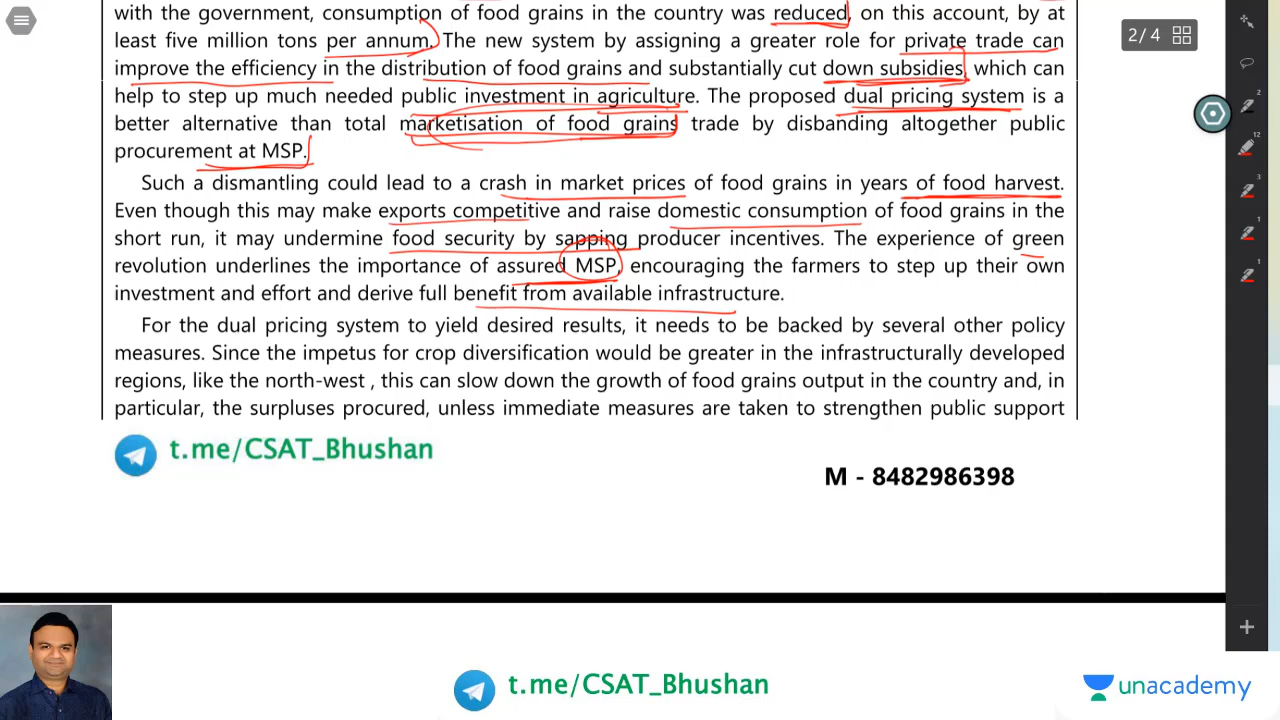 with the government, consumption of food grains in the country was reduced, on this account, by at
2 / 4
least five million tons per annum. The new system by assigning a greater role for private trade can
improve the efficiency in the distribution of food grains and substantially cut down subsidies, which can
help to step up much needed public investment in agriculture. The proposed dual pricing system is a
better alternative than total marketisation of food grains trade by disbanding altogether public
procurement at MSP.
Such a dismantling could lead to a crash in market prices of food grains in years of food harvest.
Even though this may make exports competitive and raise domestic consumption of food grains in the
short run, it may undermine food security by sapping producer incentives. The experience of green
revolution underlines the importance of assured MSP, encouraging the farmers to step up their own
investment and effort and derive full benefit from available infrastructure.
For the dual pricing system to yield desired results, it needs to be backed by several other policy
measures. Since the impetus for crop diversification would be greater in the infrastructurally developed
regions, like the north-west , this can slow down the growth of food grains output in the country and, in
particular, the surpluses procured, unless immediate measures are taken to strengthen public support
t.me/CSAT_Bhushan
M - 8482986398
t.me/CSAT_Bhushan
unacademy
2
12
3
1
1